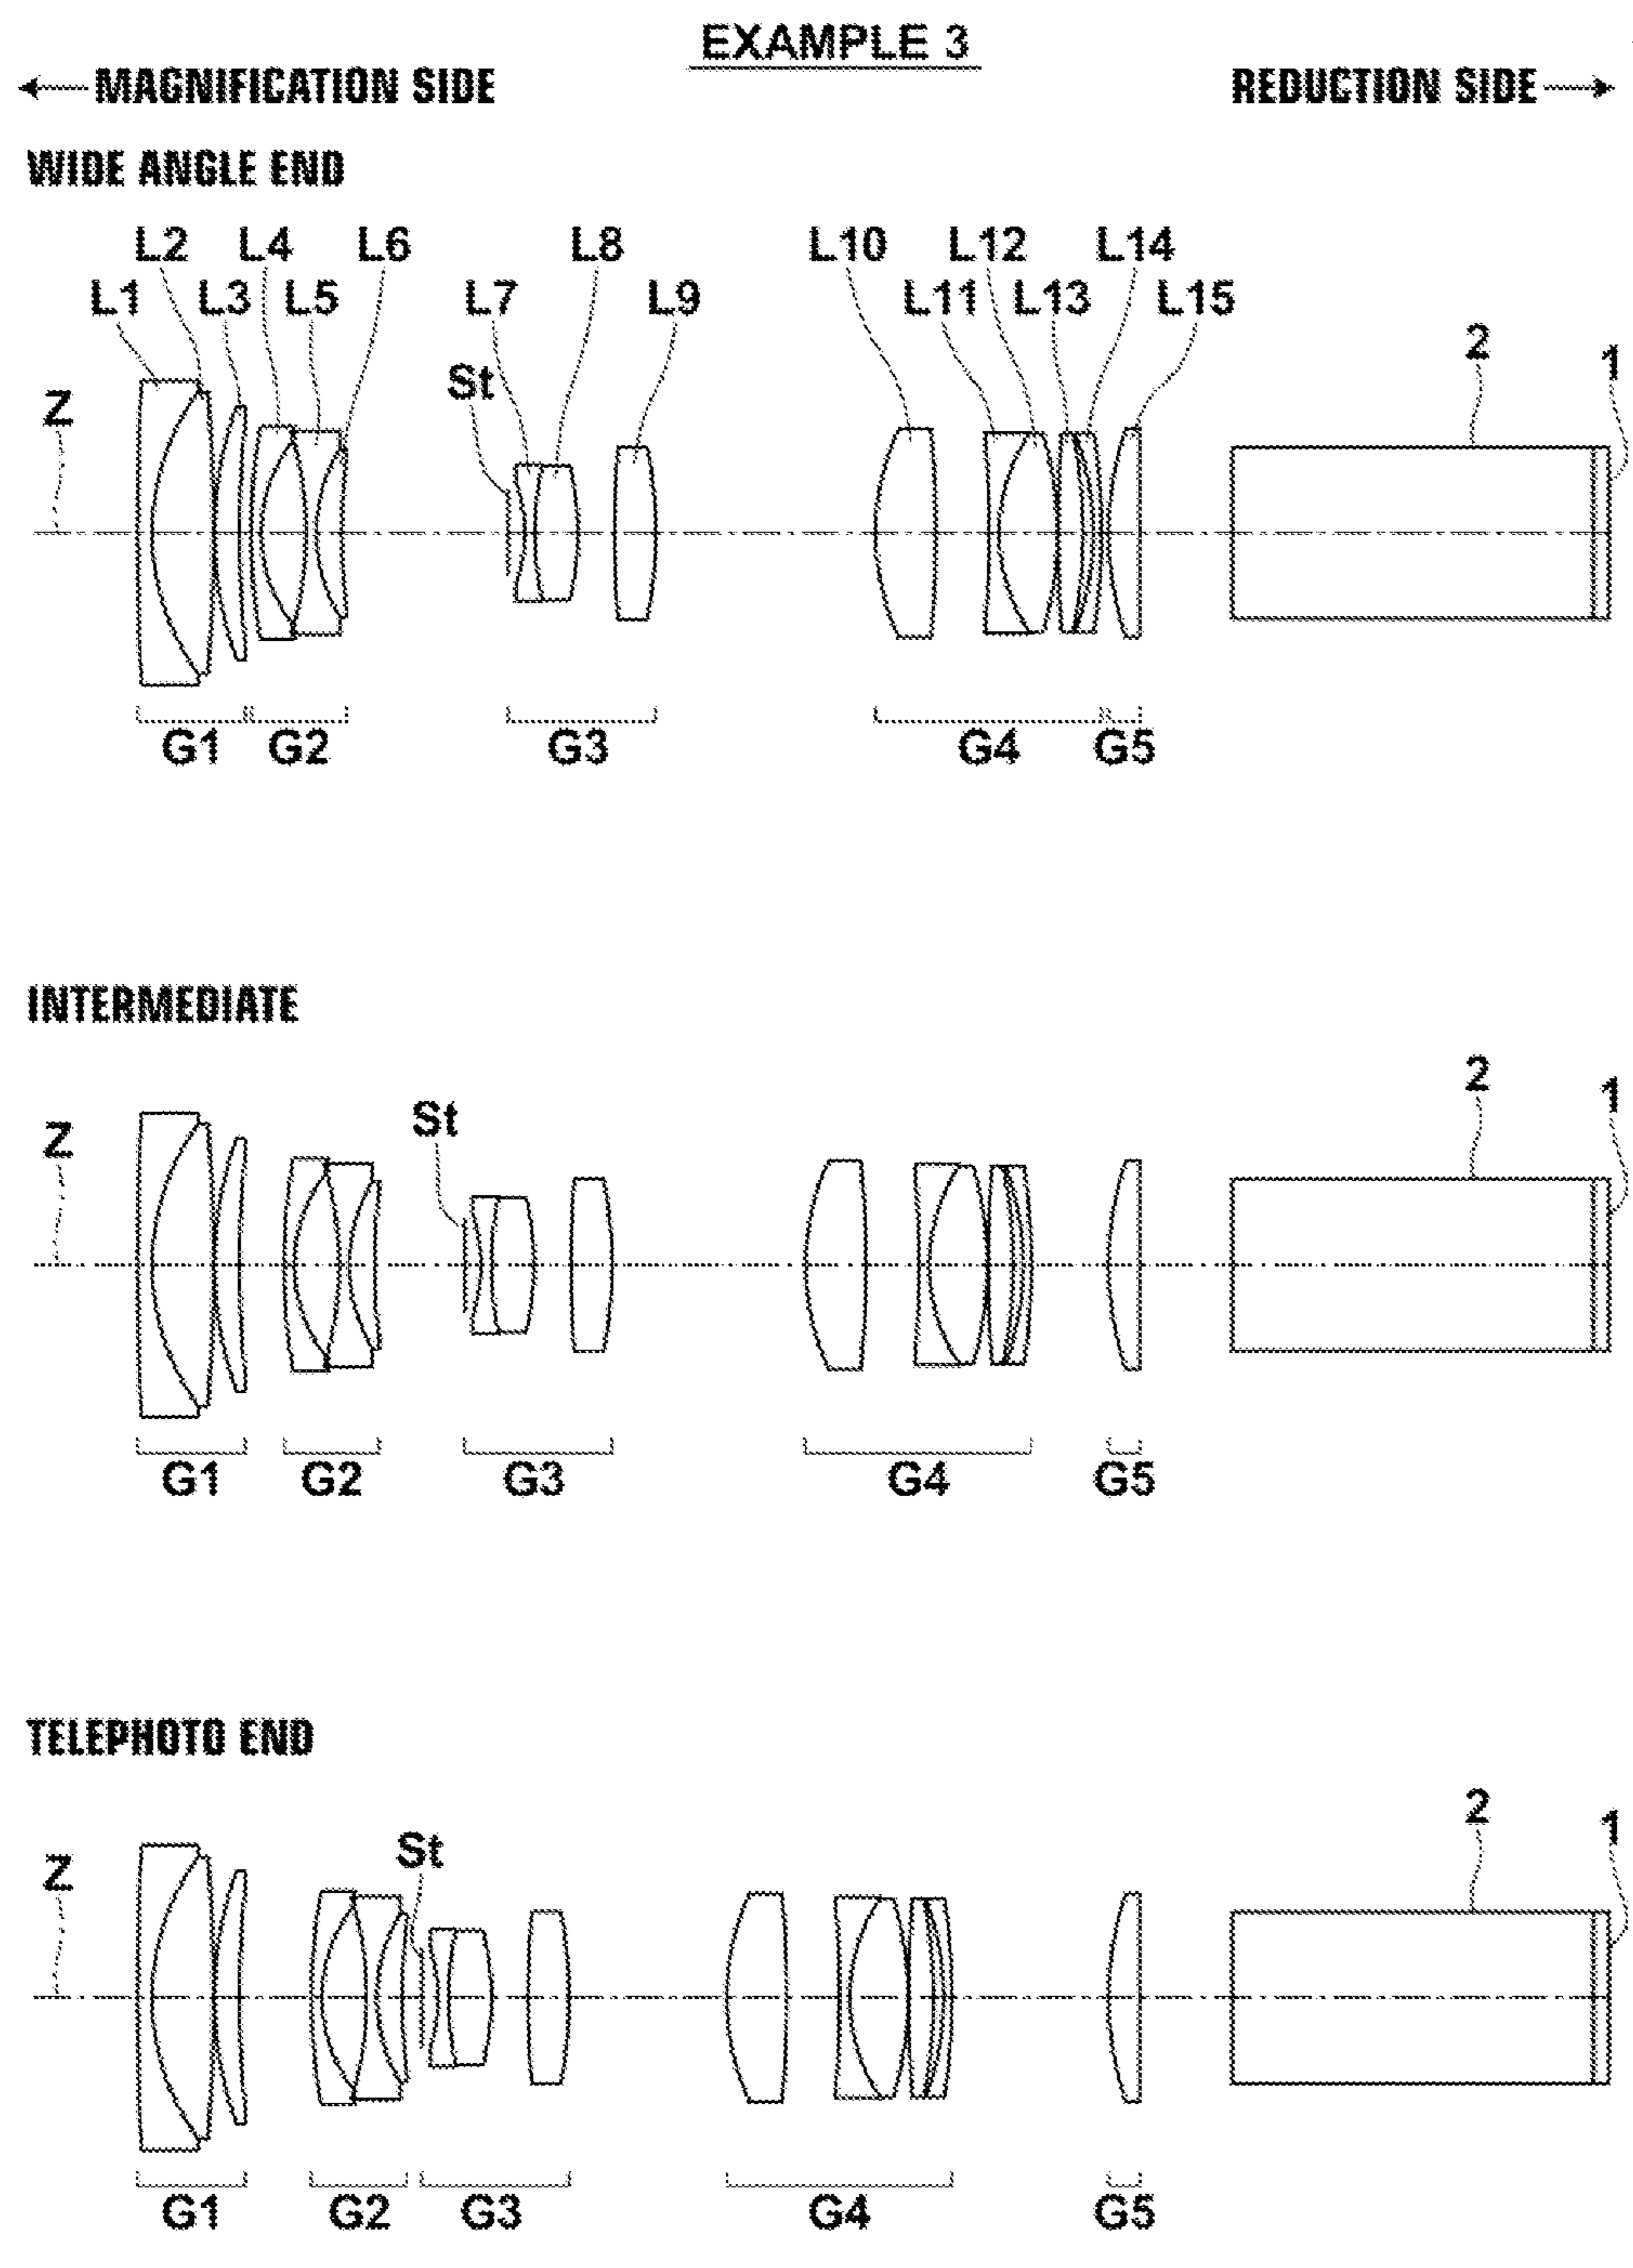 EXAMPLE 3
MAGNIFICATION SIDE
REDUCTION SIDE
WIDE ANGLE END
L2 L4 L6 L8 L10 L12 L14
L1 L3 L5 L7 L9 L11 L13 L15
2
1
St
Z
G1 G2 G3 G4 G5
INTERMEDIATE
2
1
St
Z
G1 G2 G3 G4 G5
TELEPHOTO END
2
1
St
Z
G1 G2 G3 G4 G5